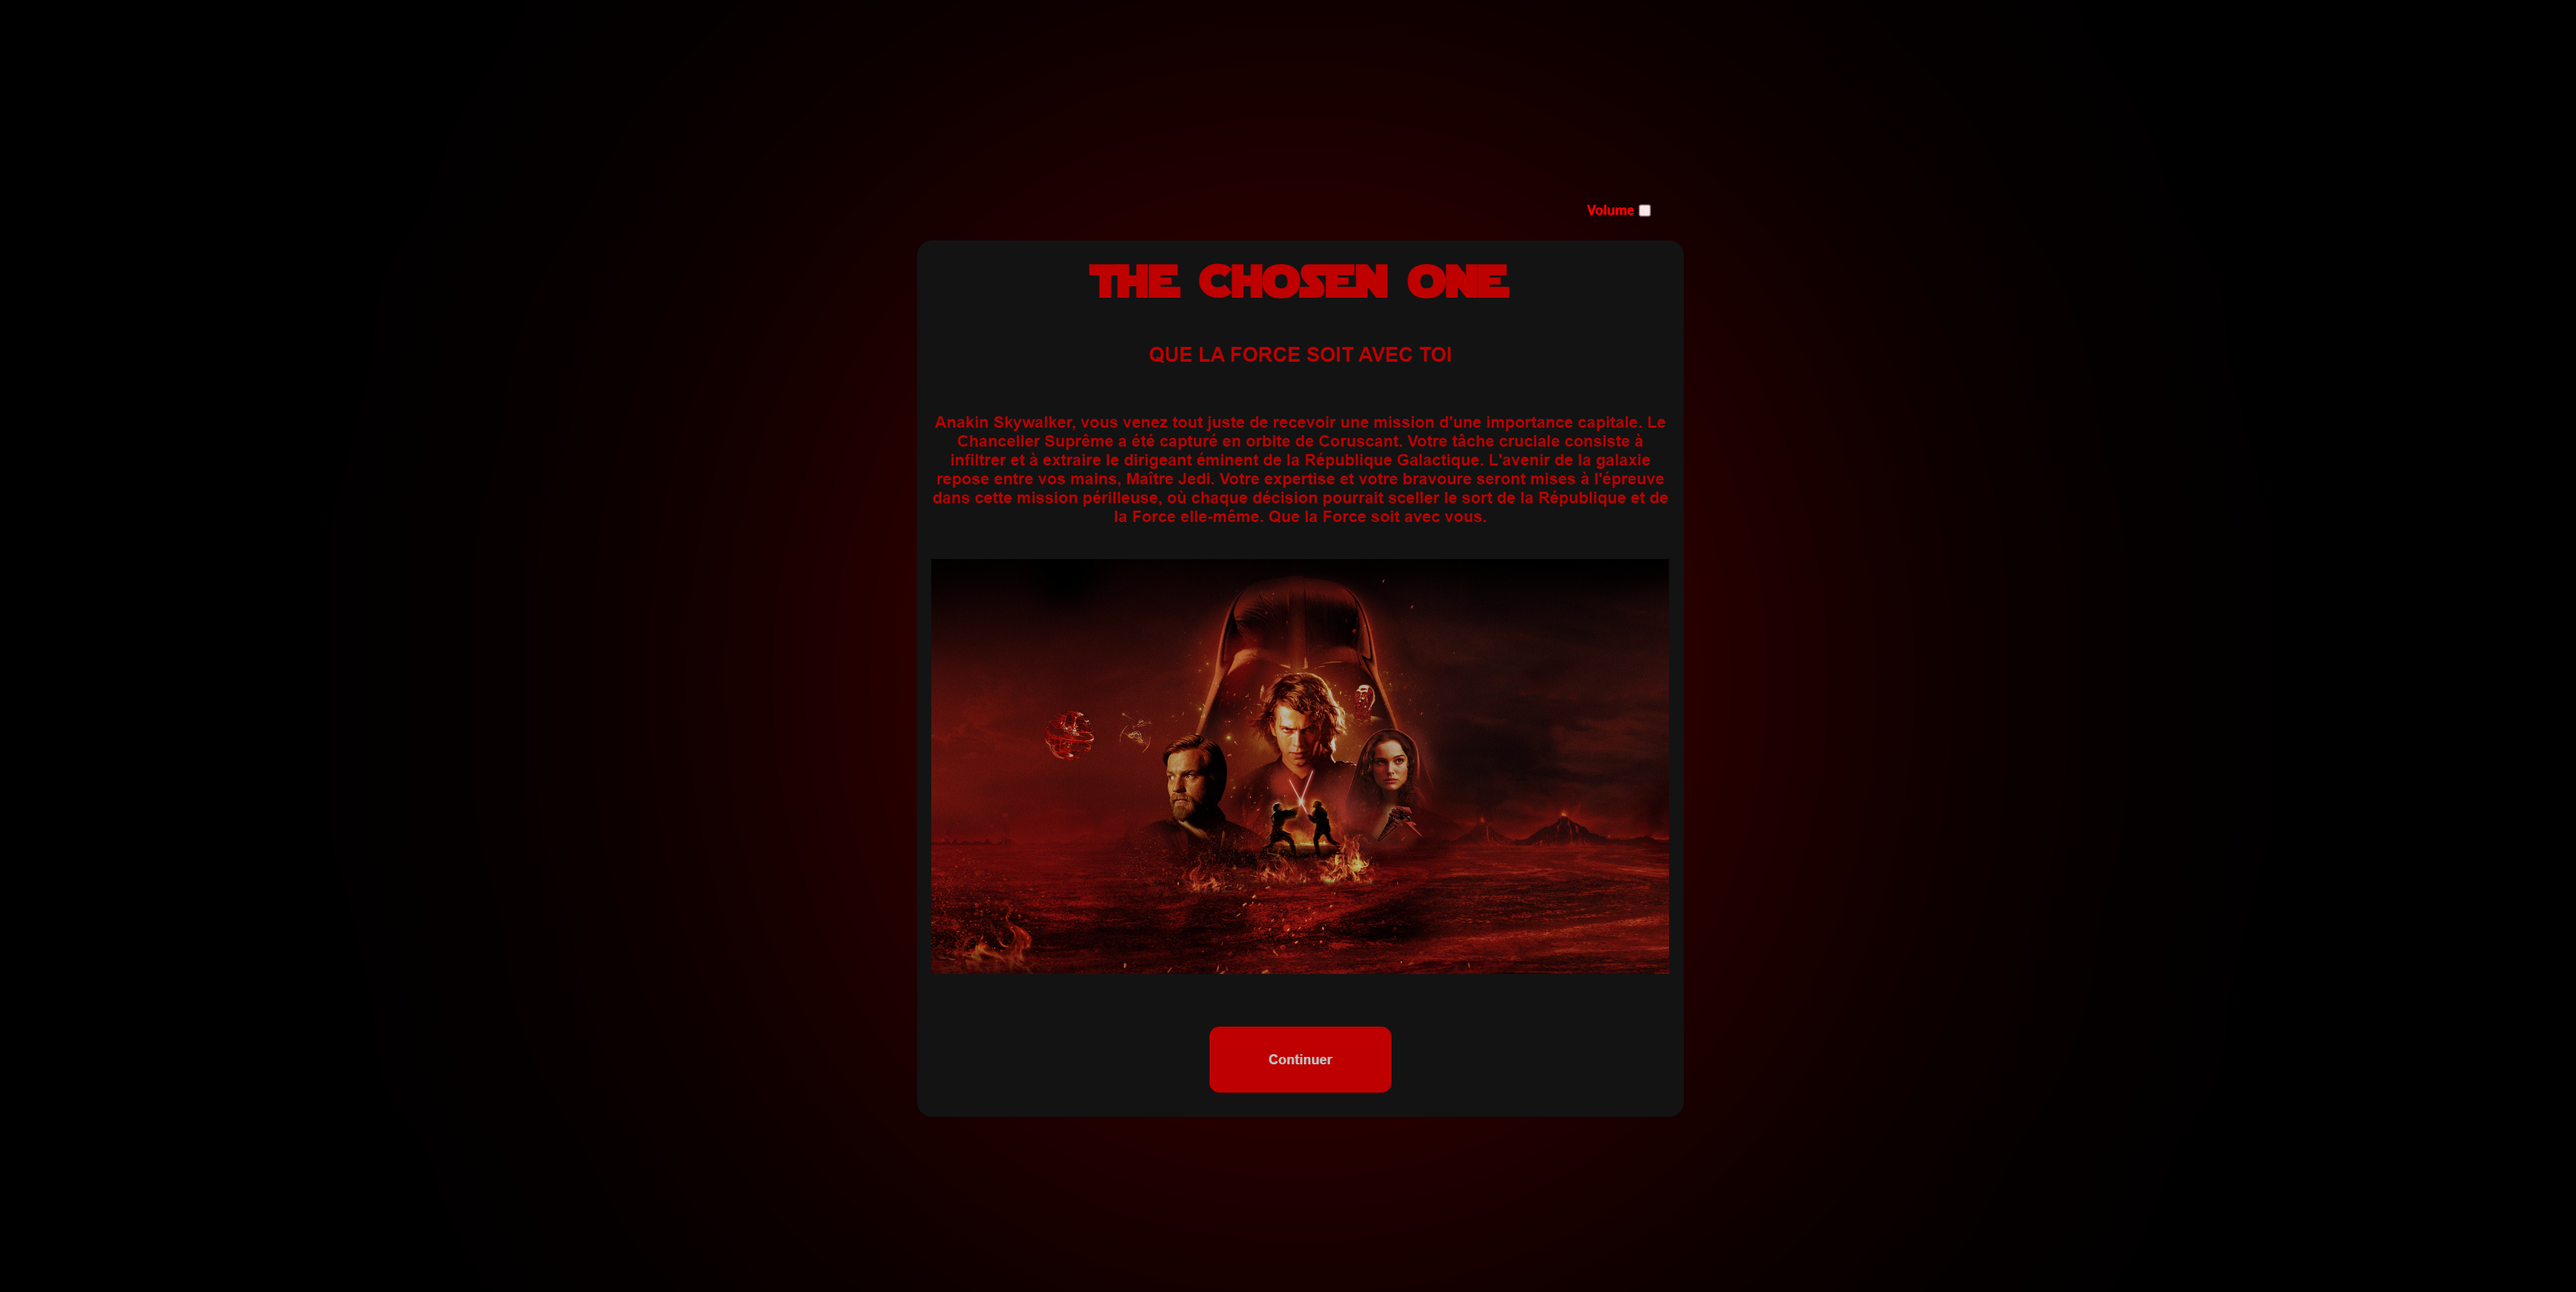 Volume
THE CHOSEN ONE
QUE LA FORCE SOIT AVEC TOI
Anakin Skywalker, vous venez tout juste de recevoir une mission d'une importance capitale. Le
Chancelier Suprême a été capturé en orbite de Coruscant. Votre tâche cruciale consiste à
infiltrer et à extraire le dirigeant éminent de la République Galactique. L'avenir de la galaxie
repose entre vos mains, Maître Jedi. Votre expertise et votre bravoure seront mises à l'épreuve
dans cette mission périlleuse, où chaque décision pourrait sceller le sort de la République et de
la Force elle-même. Que la Force soit avec vous.
Continuer